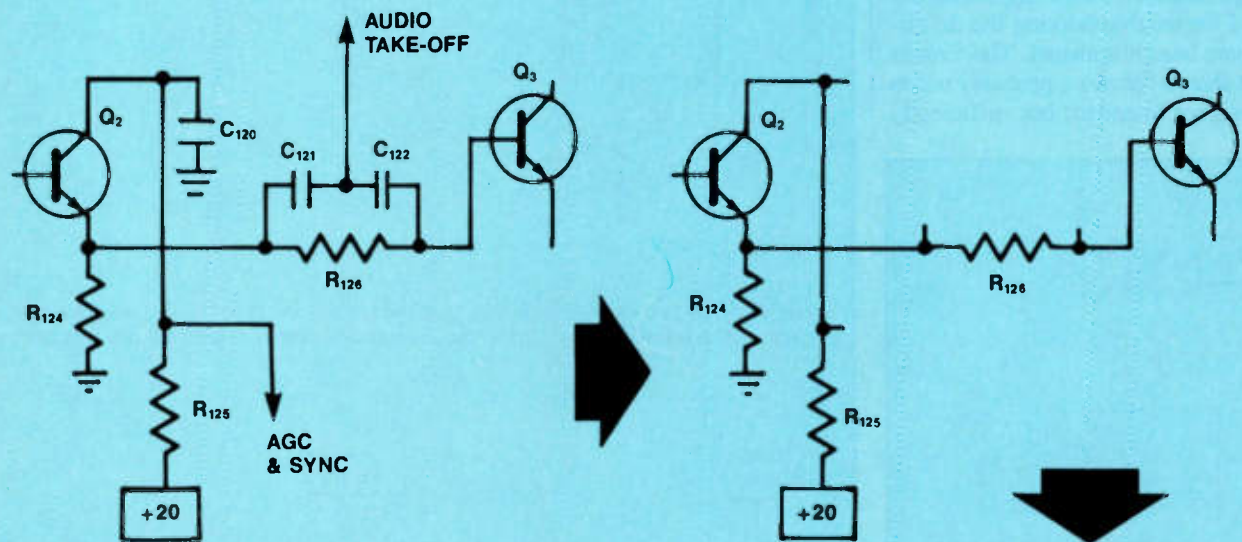 AUDIO
TAKE-OFF
Q₂
C₁₂₀
C₁₂₁
C₁₂₂
Q₃
R₁₂₆
R₁₂₄
R₁₂₅
AGC
& SYNC
+20
Q₂
Q₃
R₁₂₆
R₁₂₄
R₁₂₅
+20